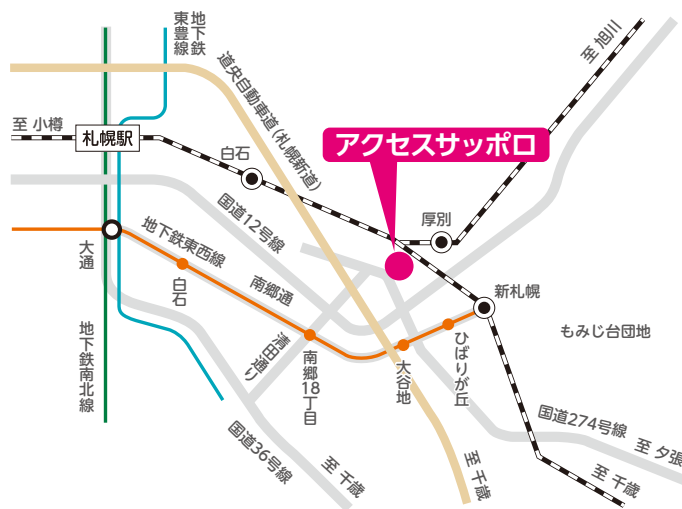 地下鉄
東豊線
至 旭川
道央自動車道(札幌新道)
至 小樽
札幌駅
白石
アクセスサッポロ
国道12号線
厚別
地下鉄東西線
大通
白石
南郷通
新札幌
もみじ台団地
地下鉄南北線
清田通り
南郷18丁目
大谷地
ひばりが丘
国道36号線
国道274号線
至 夕張
至 千歳
至 千歳
至 千歳